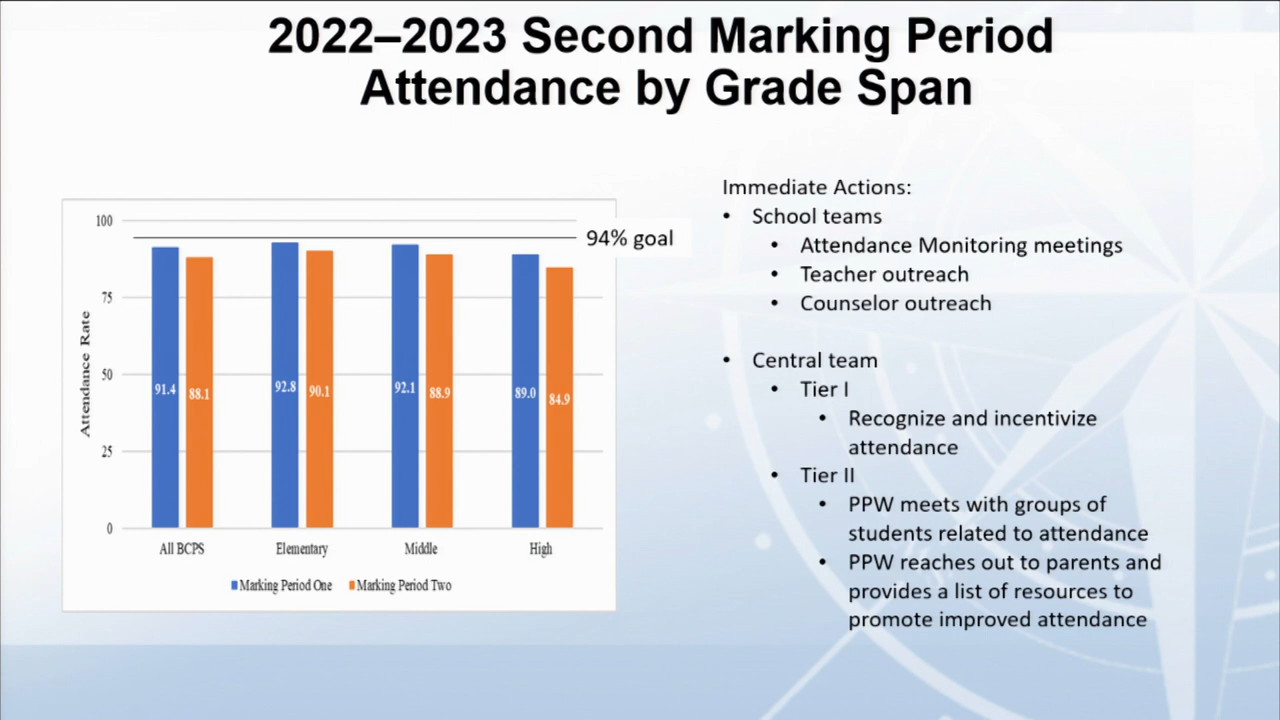 2022–2023 Second Marking Period
Attendance by Grade Span
100
94% goal
75
50
25
0
Attendance Rate
91.4
88.1
92.8
90.1
92.1
88.9
89.0
84.9
All BCPS
Elementary
Middle
High
Marking Period One
Marking Period Two
Immediate Actions:
• School teams
• Attendance Monitoring meetings
• Teacher outreach
• Counselor outreach
• Central team
• Tier I
• Recognize and incentivize
attendance
• Tier II
• PPW meets with groups of
students related to attendance
• PPW reaches out to parents and
provides a list of resources to
promote improved attendance